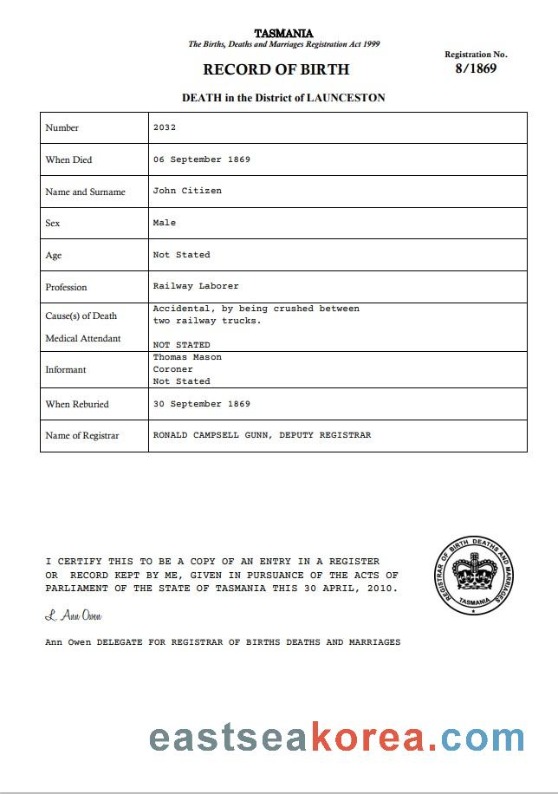 TASMANIA
The Births, Deaths and Marriages Registration Act 1999
Registration No.
8/1869
RECORD OF BIRTH
DEATH in the District of LAUNCESTON
Number 2032
When Died 06 September 1869
Name and Surname John Citizen
Sex Male
Age Not Stated
Profession Railway Laborer
Cause(s) of Death Accidental, by being crushed between
two railway trucks.
Medical Attendant NOT STATED
Informant Thomas Mason
Coroner
Not Stated
When Reburied 30 September 1869
Name of Registrar RONALD CAMPSELL GUNN, DEPUTY REGISTRAR
I CERTIFY THIS TO BE A COPY OF AN ENTRY IN A REGISTER
OR RECORD KEPT BY ME, GIVEN IN PURSUANCE OF THE ACTS OF
PARLIAMENT OF THE STATE OF TASMANIA THIS 30 APRIL, 2010.
REGISTRAR OF BIRTH DEATHS AND MARRIAGES
TASMANIA
L Ann Owen
Ann Owen DELEGATE FOR REGISTRAR OF BIRTHS DEATHS AND MARRIAGES
eastseakorea.com